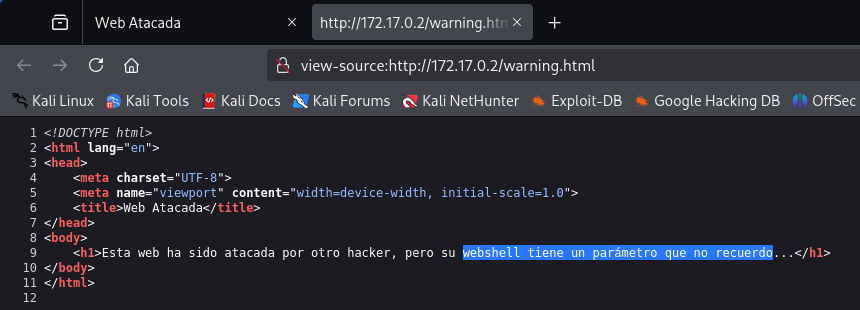 Web Atacada
http://172.17.0.2/warning.htm
view-source:http://172.17.0.2/warning.html
Kali Linux Kali Tools Kali Docs Kali Forums Kali NetHunter Exploit-DB Google Hacking DB OffSec
1 <!DOCTYPE html>
2 <html lang="en">
3 <head>
4     <meta charset="UTF-8">
5     <meta name="viewport" content="width=device-width, initial-scale=1.0">
6     <title>Web Atacada</title>
7 </head>
8 <body>
9     <h1>Esta web ha sido atacada por otro hacker, pero su webshell tiene un parámetro que no recuerdo...</h1>
10 </body>
11 </html>
12